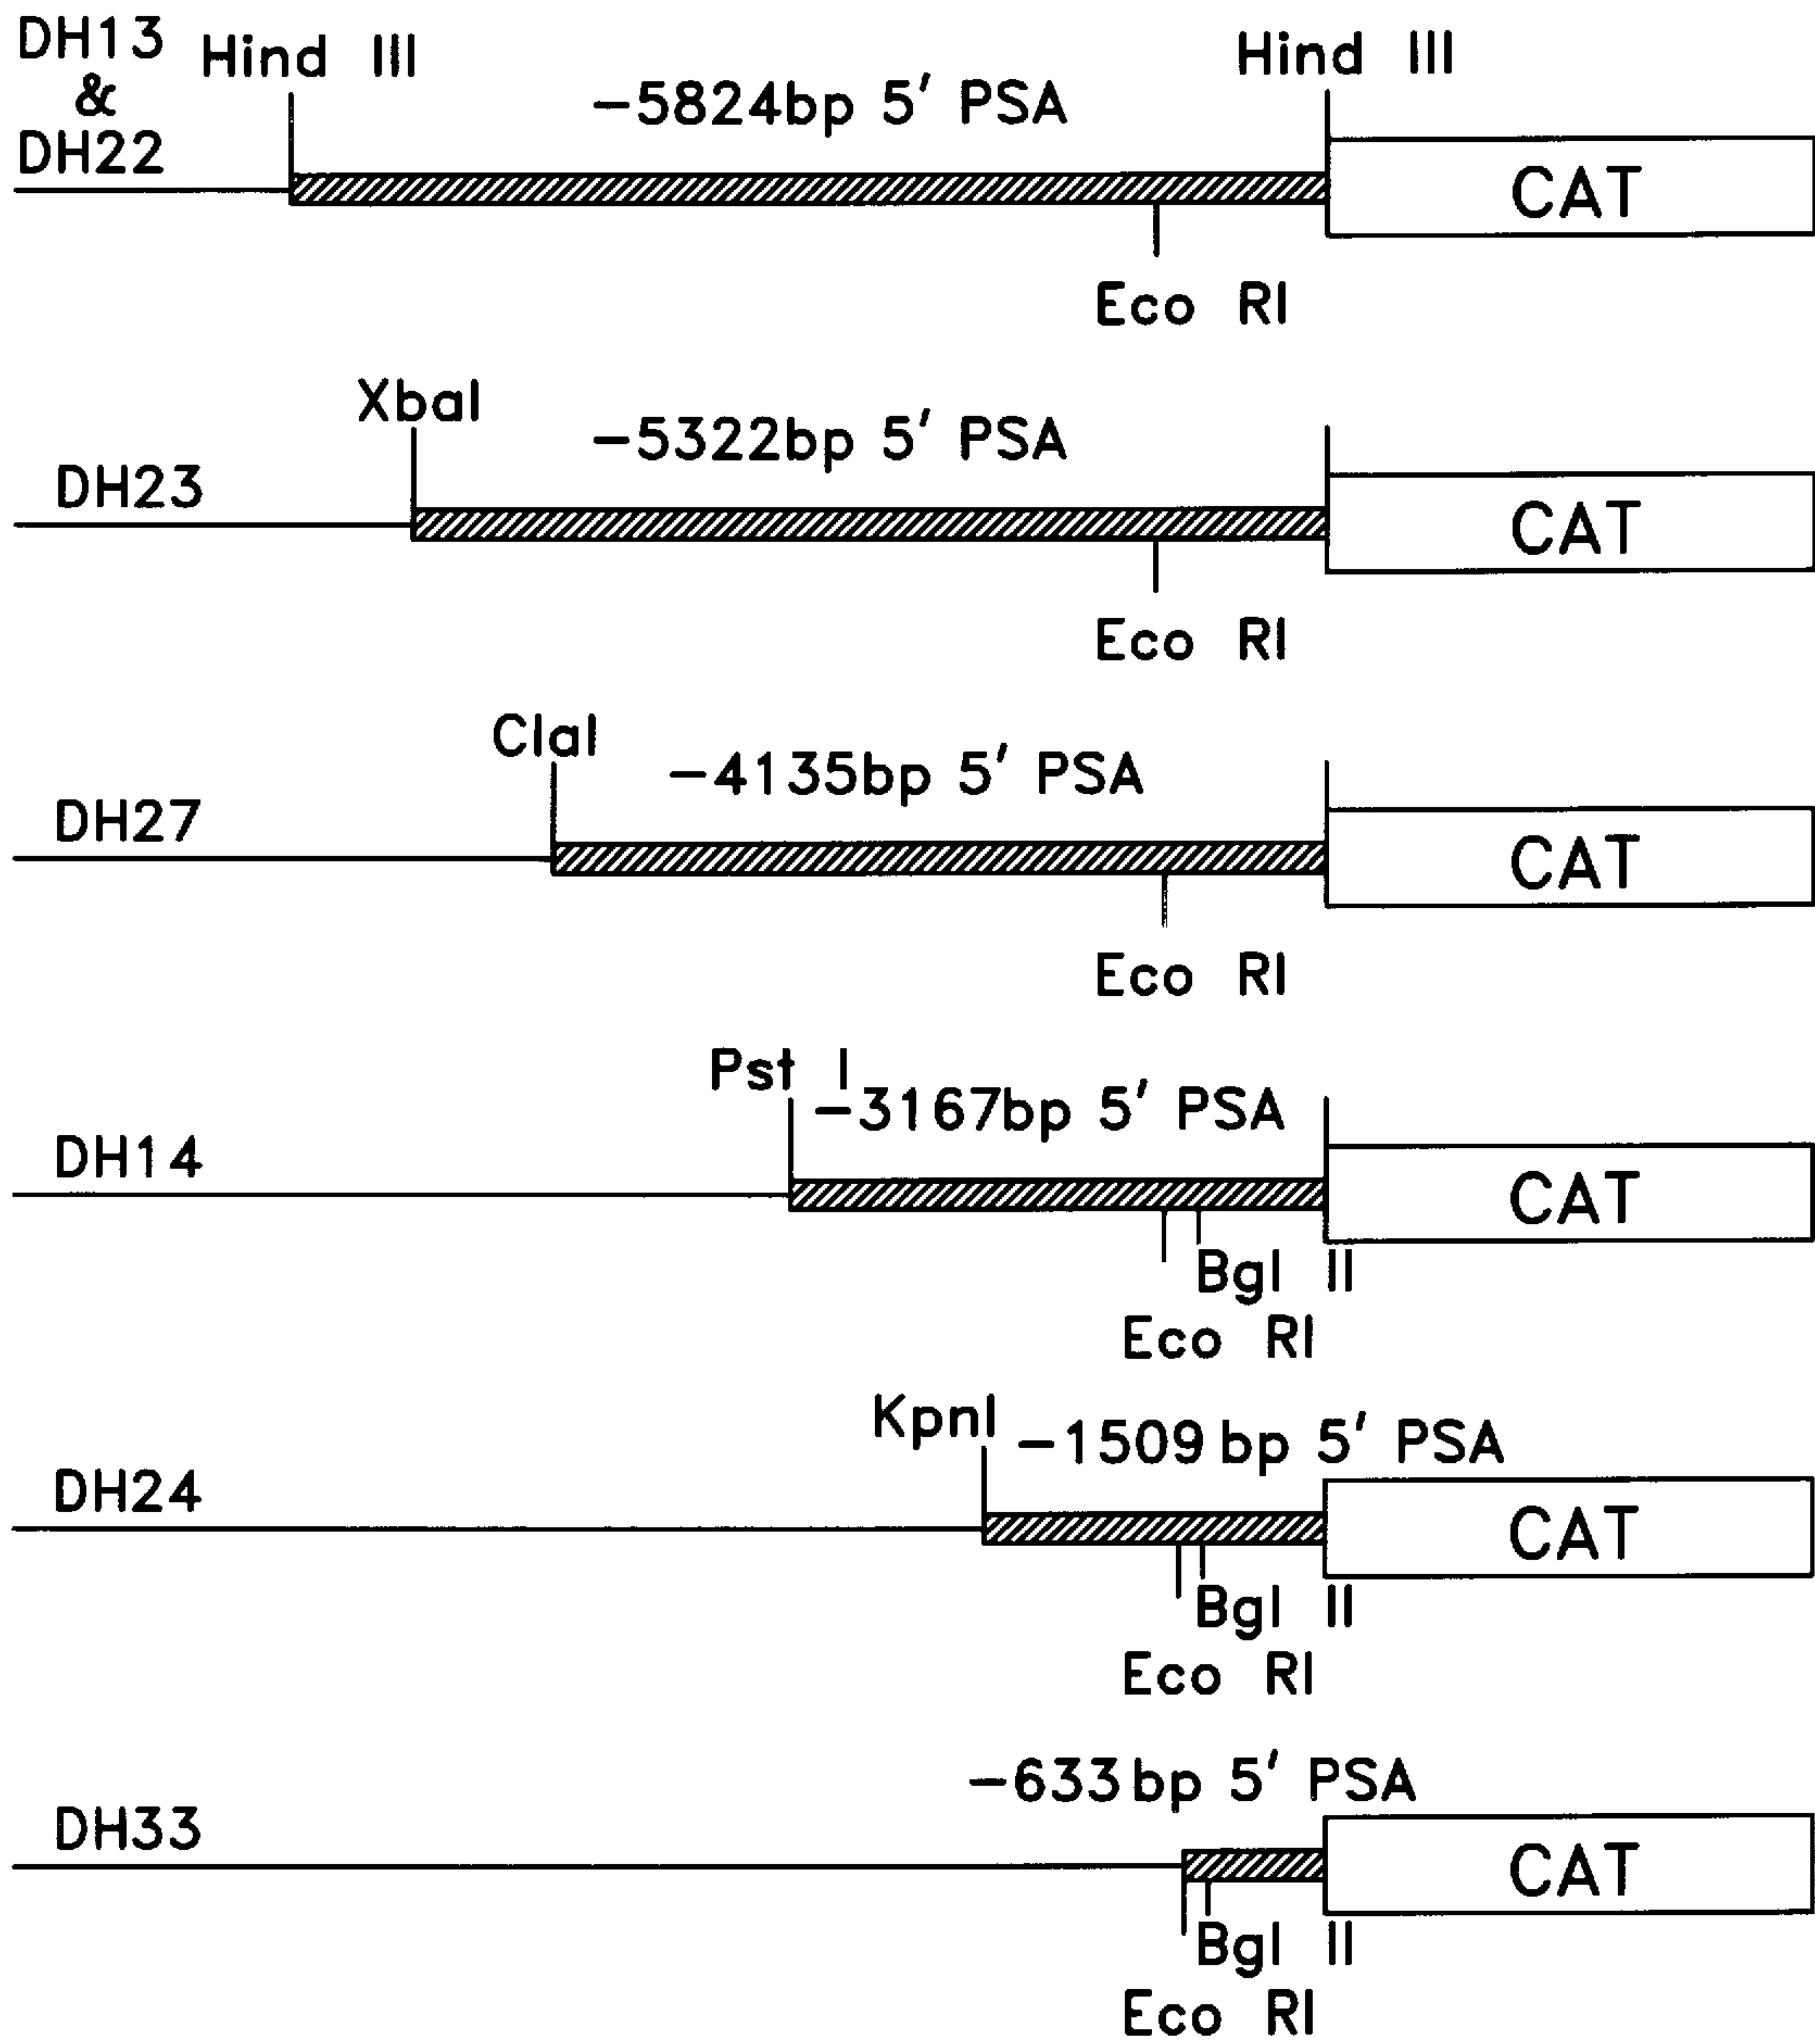 DH13
&
DH22
Hind III
-5824bp 5' PSA
Hind III
CAT
Eco RI
XbaI
-5322bp 5' PSA
DH23
CAT
Eco RI
ClaI
-4135bp 5' PSA
DH27
CAT
Eco RI
Pst I
-3167bp 5' PSA
DH14
CAT
Bgl II
Eco RI
KpnI
-1509 bp 5' PSA
DH24
CAT
Bgl II
Eco RI
-633 bp 5' PSA
DH33
CAT
Bgl II
Eco RI